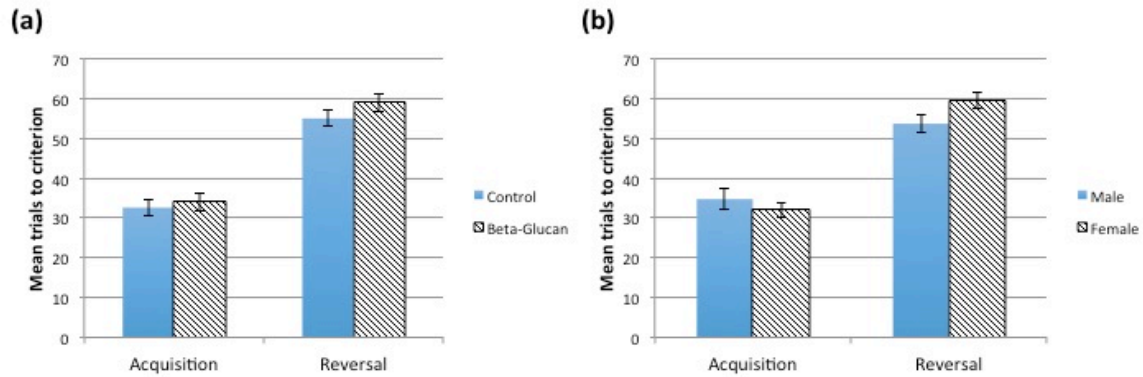 (a)
Mean trials to criterion
70
60
50
40
30
20
10
0
Acquisition
Reversal
Control
Beta-Glucan
(b)
Mean trials to criterion
70
60
50
40
30
20
10
0
Acquisition
Reversal
Male
Female